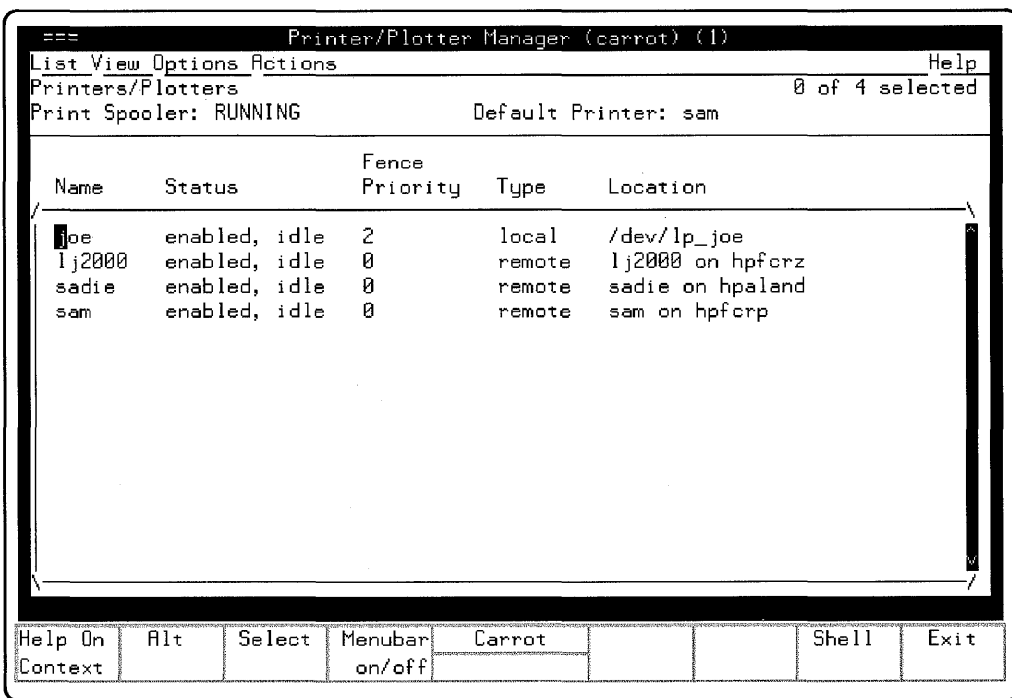 === Printer/Plotter Manager (carrot) (1)
List View Options Actions Help
Printers/Plotters 0 of 4 selected
Print Spooler: RUNNING Default Printer: sam
Fence
Name Status Priority Type Location
joe enabled, idle 2 local /dev/lp_joe
lj2000 enabled, idle 0 remote lj2000 on hpfcrz
sadie enabled, idle 0 remote sadie on hpaland
sam enabled, idle 0 remote sam on hpfcrp
Help On Alt Select Menubar Carrot Shell Exit
Context on/off